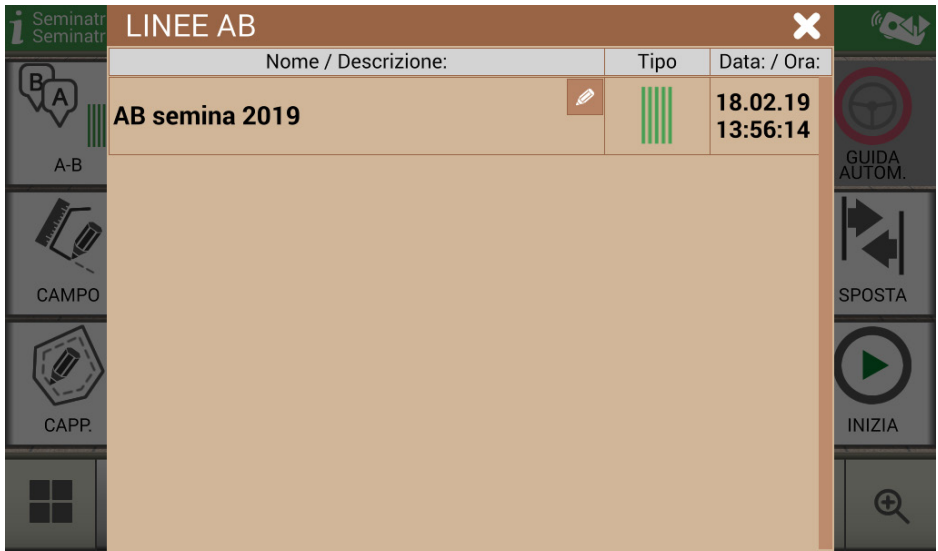 Seminatr
Seminatr
LINEE AB
Nome / Descrizione:
Tipo
Data: / Ora:
AB semina 2019
18.02.19
13:56:14
B
A
A-B
CAMPO
CAPP.
GUIDA
AUTOM.
SPOSTA
INIZIA